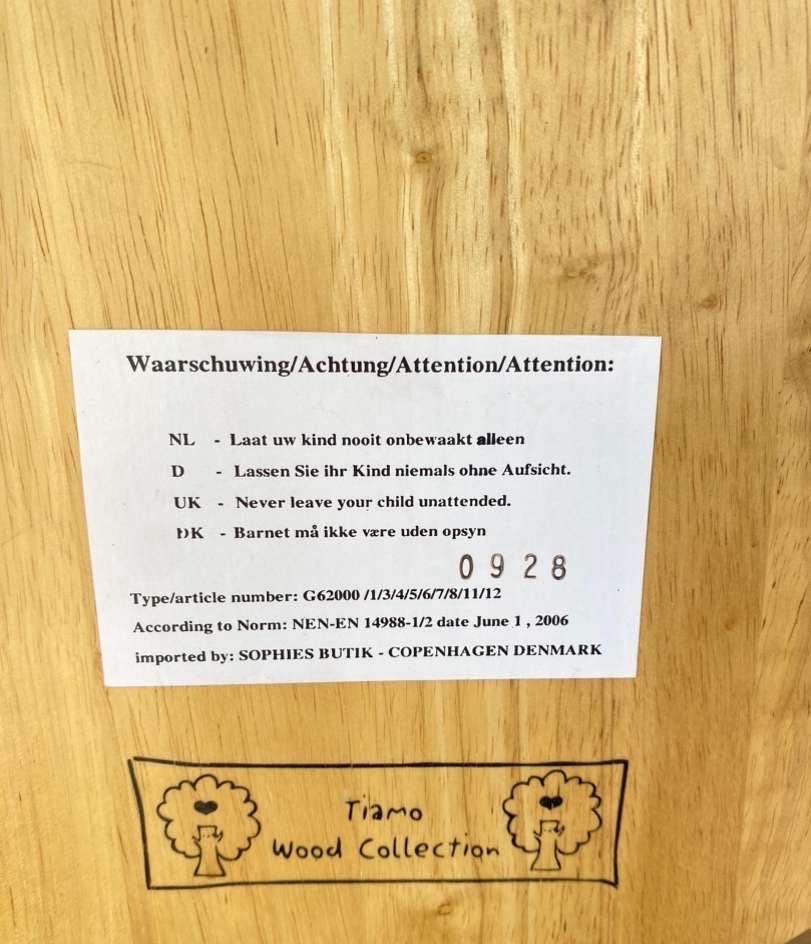 Waarschuwing/Achtung/Attention/Attention:
NL - Laat uw kind nooit onbewaakt alleen
D - Lassen Sie ihr Kind niemals ohne Aufsicht.
UK - Never leave your child unattended.
DK - Barnet må ikke være uden opsyn
0928
Type/article number: G62000 /1/3/4/5/6/7/8/11/12
According to Norm: NEN-EN 14988-1/2 date June 1 , 2006
imported by: SOPHIES BUTIK - COPENHAGEN DENMARK
Tiamo
Wood Collection